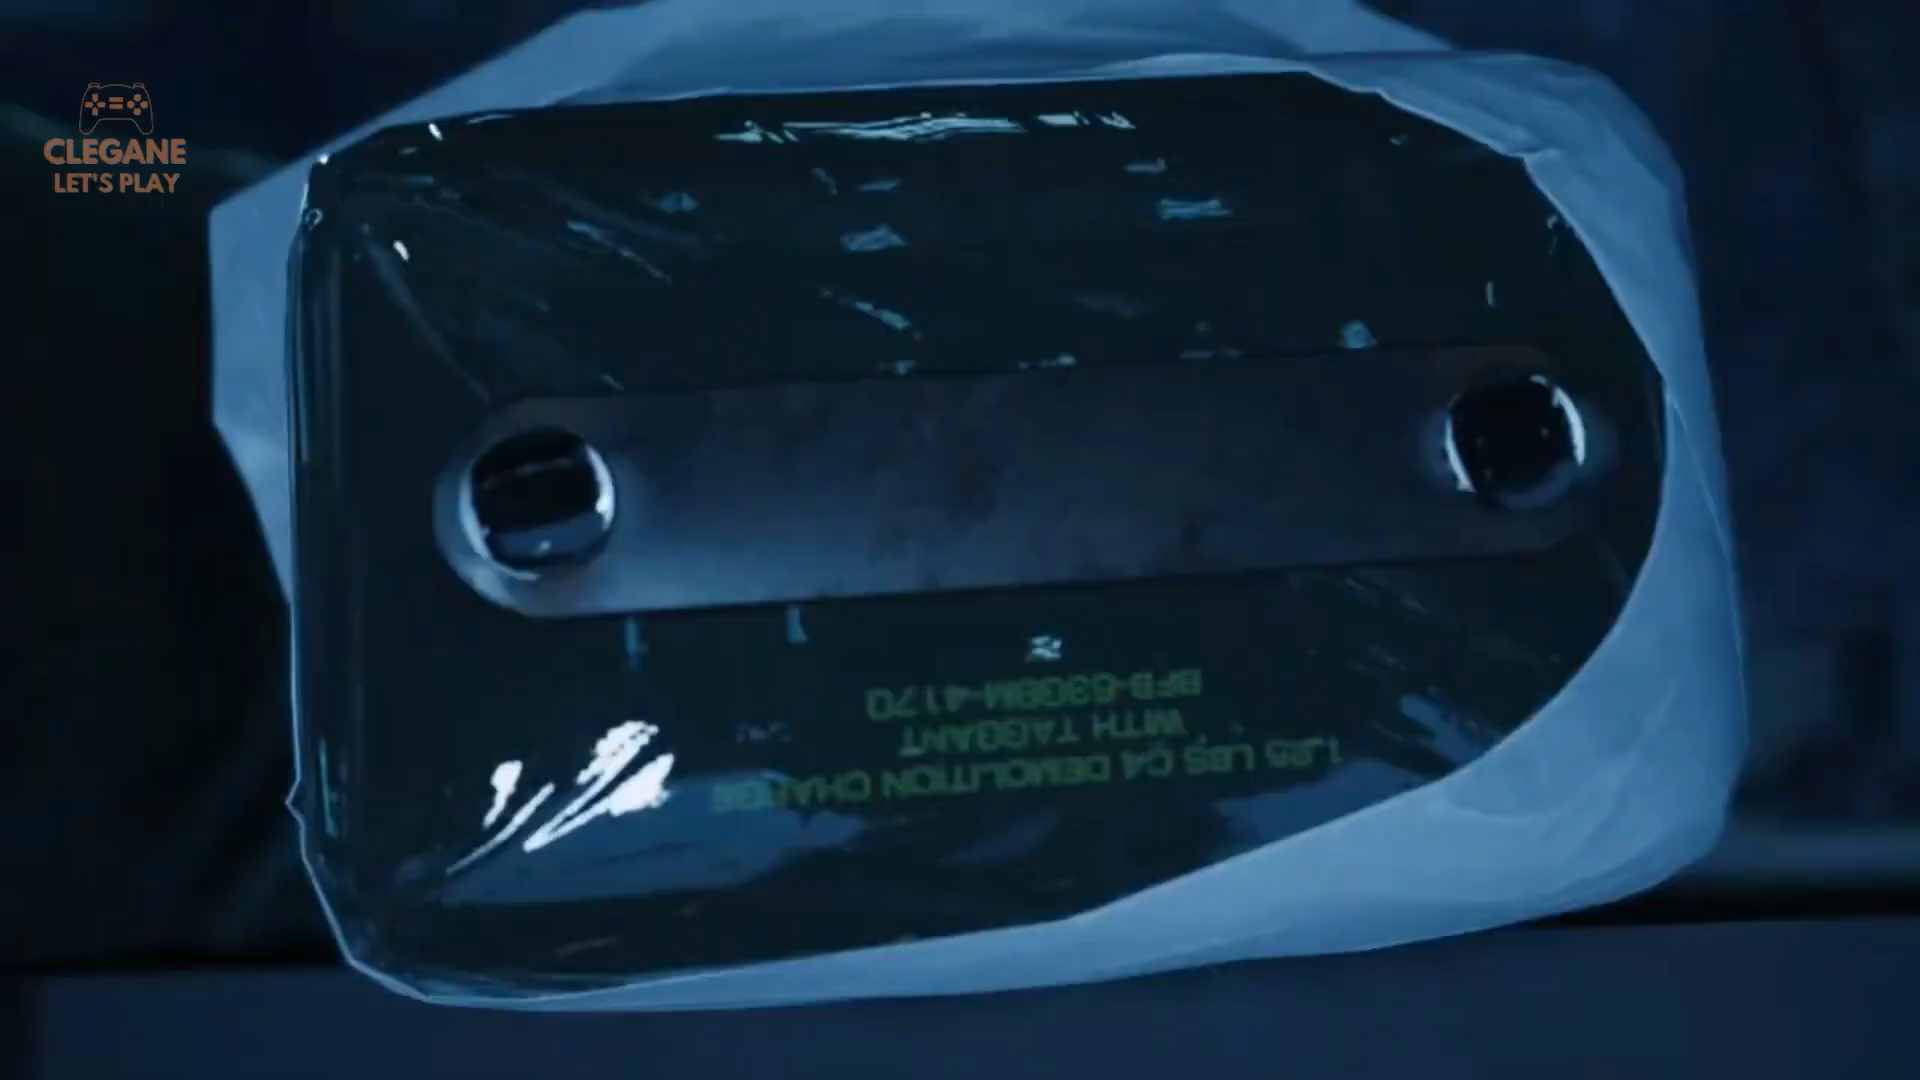 CLEGANE
LET'S PLAY
1.25 LBS C4 DEMOLITION CHARGE
WITH TAGGANT